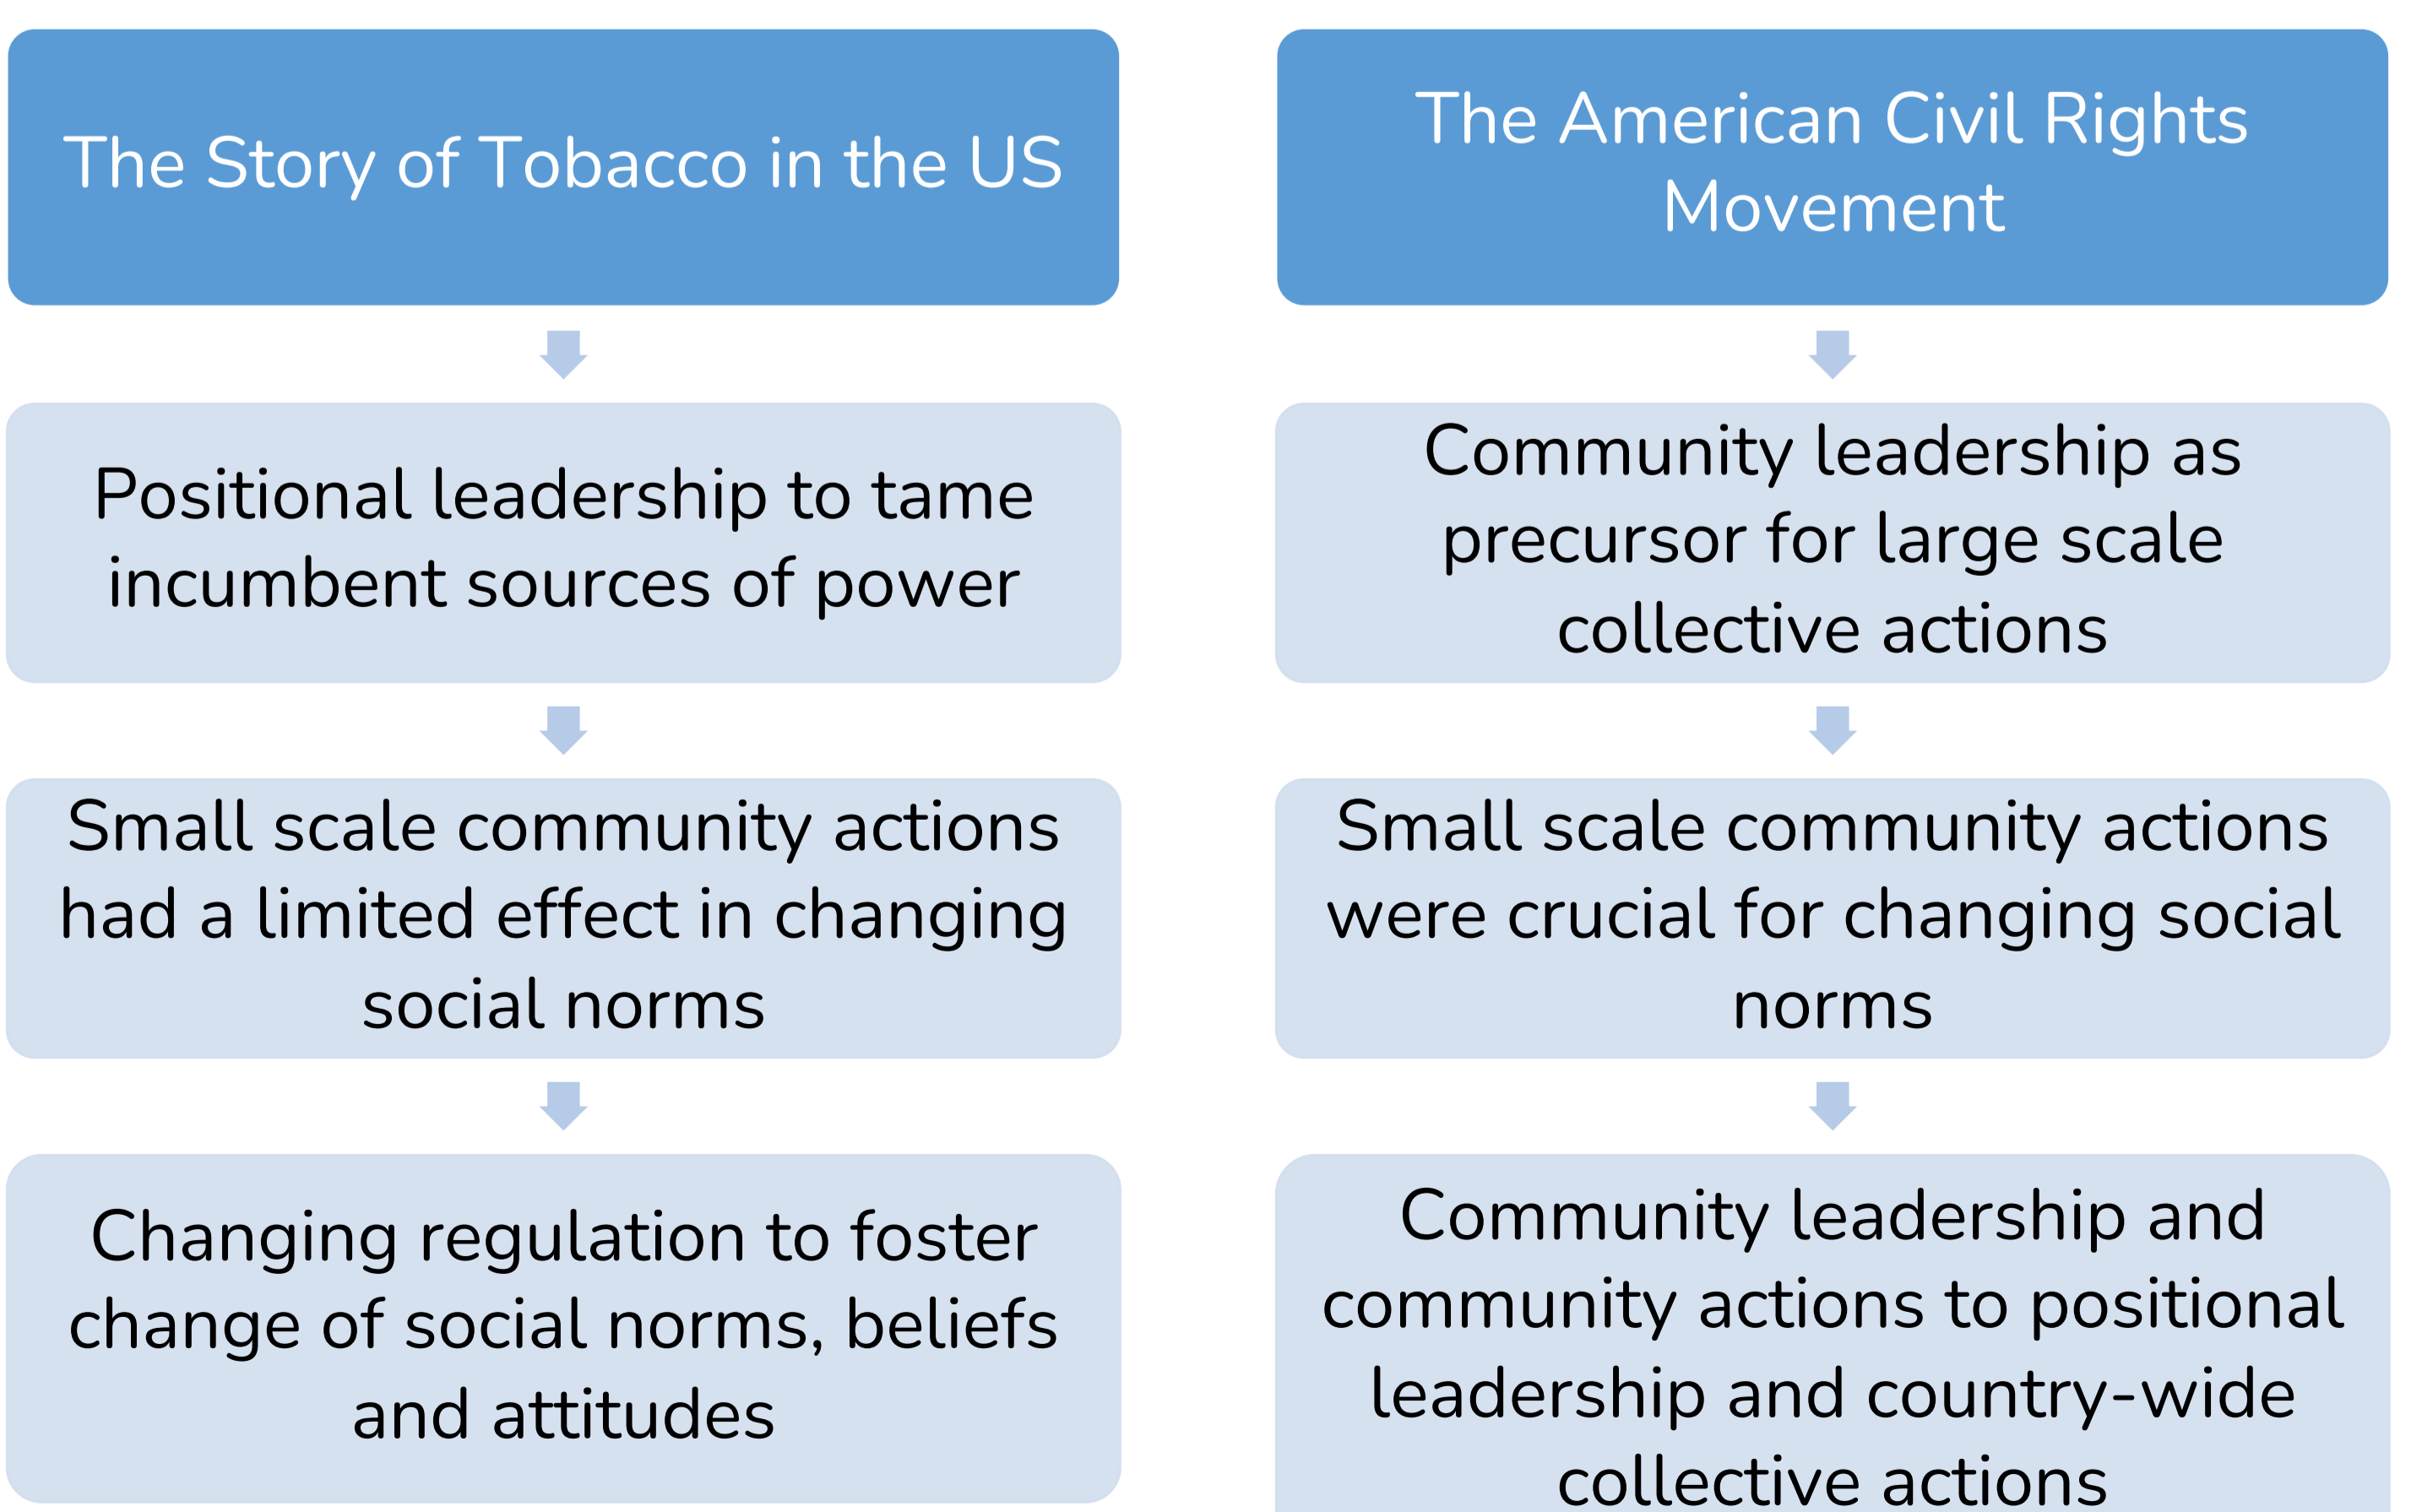 The Story of Tobacco in the US
Positional leadership to tame
incumbent sources of power
Small scale community actions
had a limited effect in changing
social norms
Changing regulation to foster
change of social norms, beliefs
and attitudes
The American Civil Rights
Movement
Community leadership as
precursor for large scale
collective actions
Small scale community actions
were crucial for changing social
norms
Community leadership and
community actions to positional
leadership and country-wide
collective actions